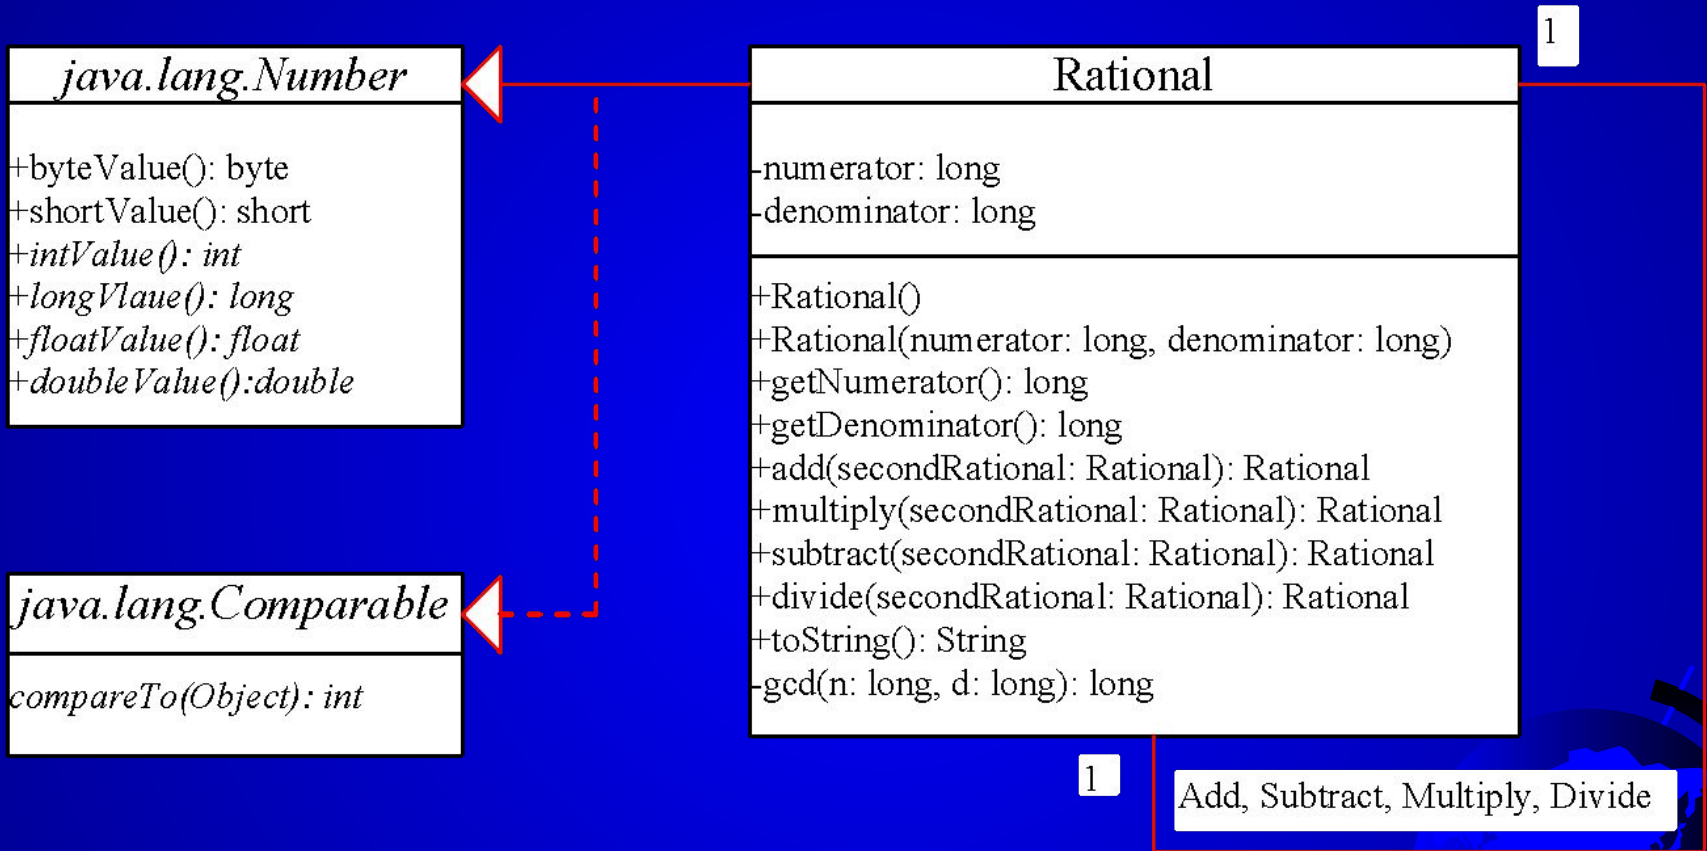 java.lang.Number
+byteValue(): byte
+shortValue(): short
+intValue(): int
+longVlaue(): long
+floatValue(): float
+doubleValue():double
java.lang.Comparable
compareTo(Object): int
1
Rational
-numerator: long
-denominator: long
+Rational()
+Rational(numerator: long, denominator: long)
+getNumerator(): long
+getDenominator(): long
+add(secondRational: Rational): Rational
+multiply(secondRational: Rational): Rational
+subtract(secondRational: Rational): Rational
+divide(secondRational: Rational): Rational
+toString(): String
-gcd(n: long, d: long): long
1
Add, Subtract, Multiply, Divide